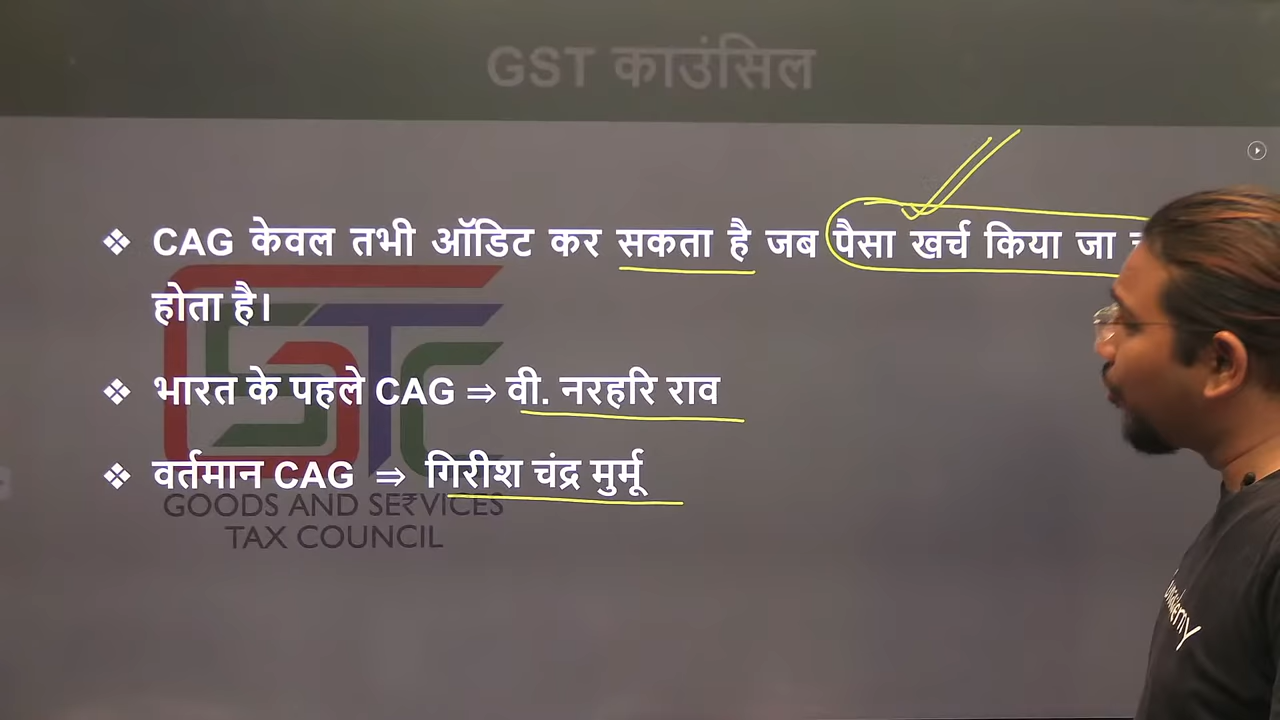 GST काउंसिल
❖ CAG केवल तभी ऑडिट कर सकता है जब पैसा खर्च किया जा
होता है।
❖ भारत के पहले CAG ⇒ वी. नरहरि राव
❖ वर्तमान CAG ⇒ गिरीश चंद्र मुर्मू
GOODS AND SE₹VICES
TAX COUNCIL